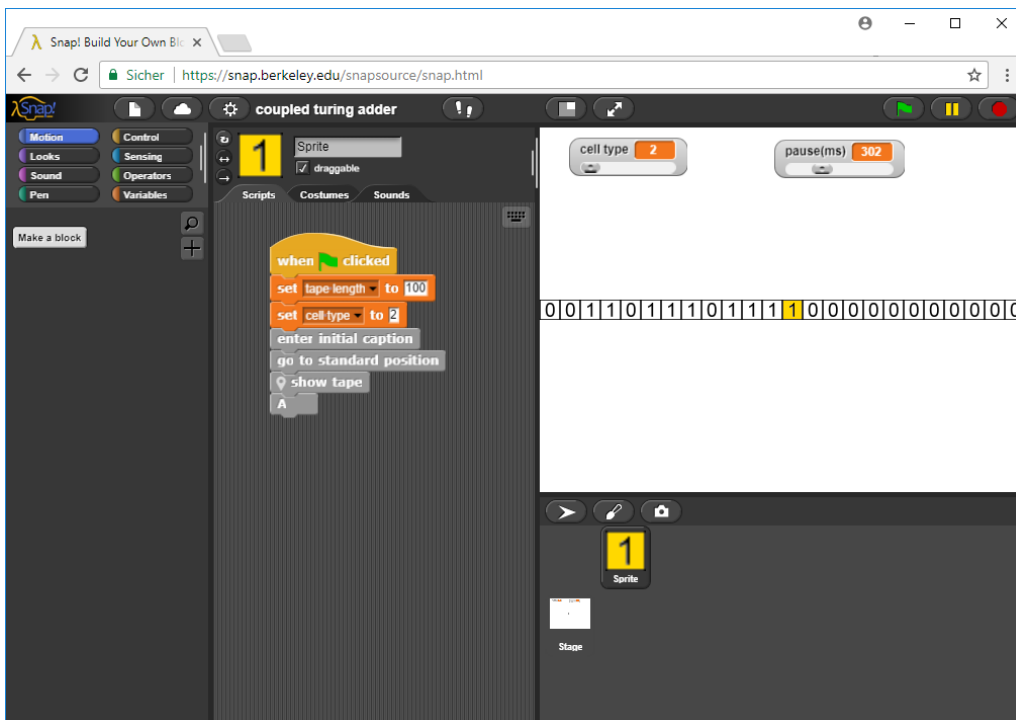 Snap! Build Your Own Blc
Sicher | https://snap.berkeley.edu/snapsource/snap.html
Snap! coupled turing adder
Motion Control
Looks Sensing
Sound Operators
Pen Variables
Make a block
1 Sprite
draggable
Scripts Costumes Sounds
when clicked
set tape length to 100
set cell type to 2
enter initial caption
go to standard position
show tape
A
cell type 2
pause(ms) 302
0 0 1 1 0 1 1 1 0 1 1 1 1 0 0 0 0 0 0 0 0 0 0 0
1
Sprite
Stage